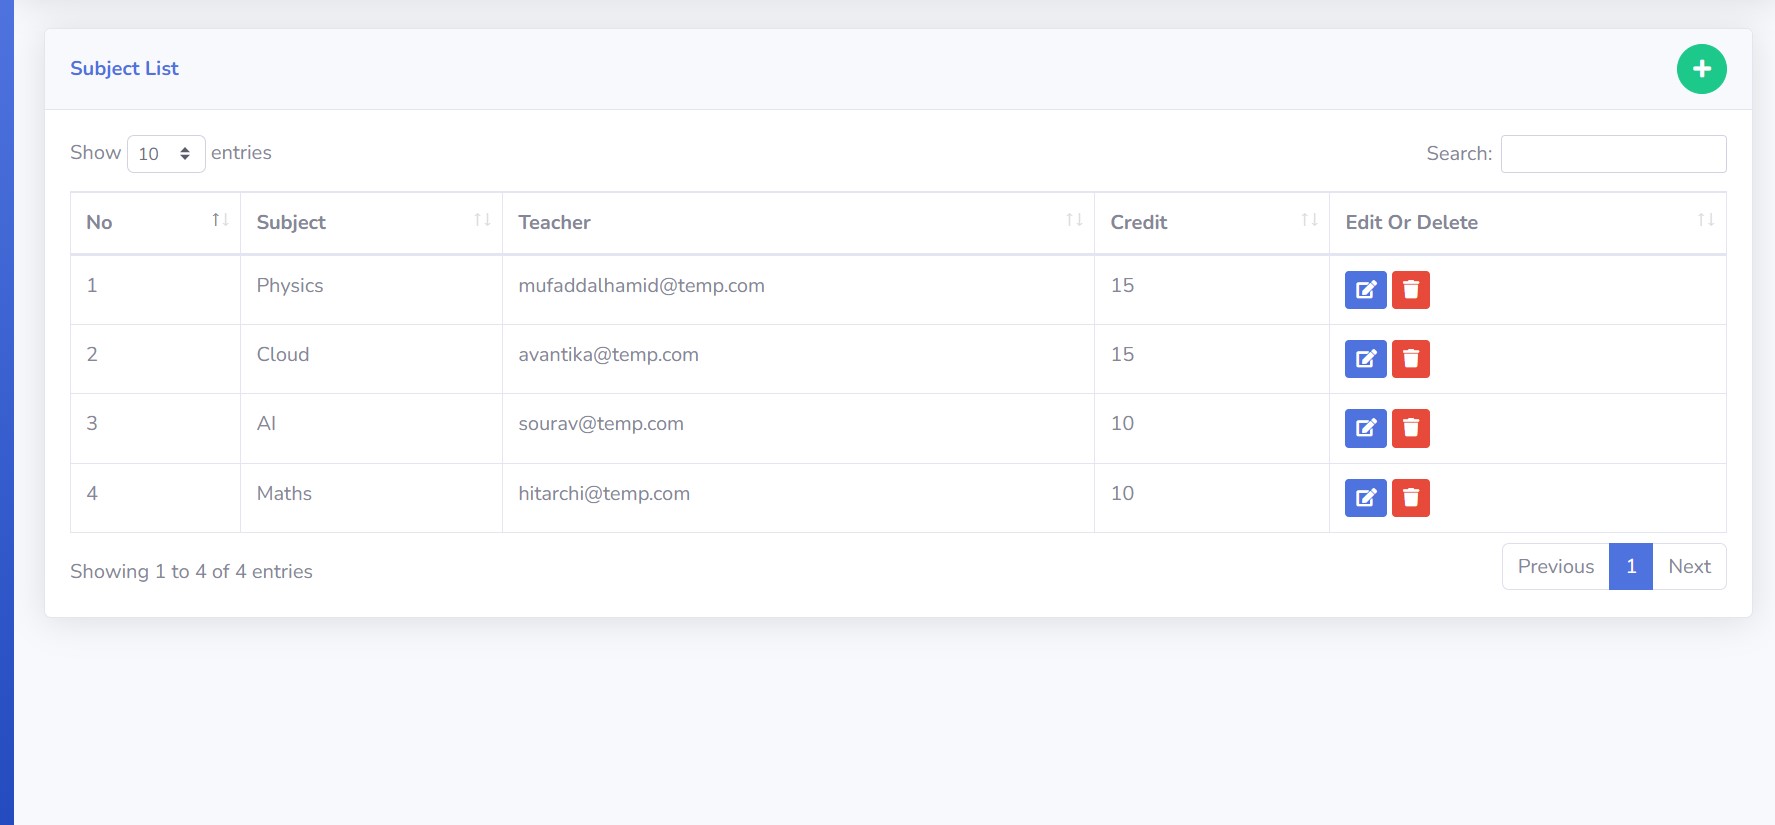 Subject List
Show 10 entries Search:
No Subject Teacher Credit Edit Or Delete
1 Physics mufaddalhamid@temp.com 15
2 Cloud avantika@temp.com 15
3 AI sourav@temp.com 10
4 Maths hitarchi@temp.com 10
Showing 1 to 4 of 4 entries Previous 1 Next